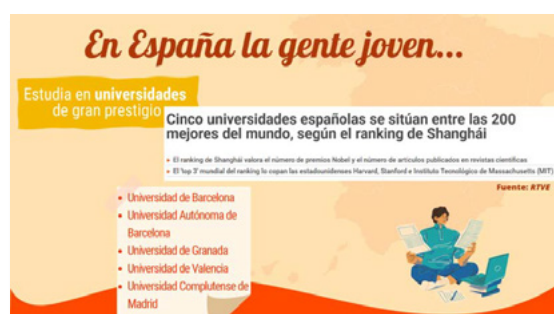 En España la gente joven...
Estudia en universidades
de gran prestigio
Cinco universidades españolas se sitúan entre las 200
mejores del mundo, según el ranking de Shanghái
El ranking de Shanghái valora el número de premios Nobel y el número de artículos publicados en revistas científicas
El 'top 3' mundial del ranking lo copan las estadounidenses Harvard, Stanford e Instituto Tecnológico de Massachusetts (MIT)
Fuente: RTVE
• Universidad de Barcelona
• Universidad Autónoma de
Barcelona
• Universidad de Granada
• Universidad de Valencia
• Universidad Complutense de
Madrid